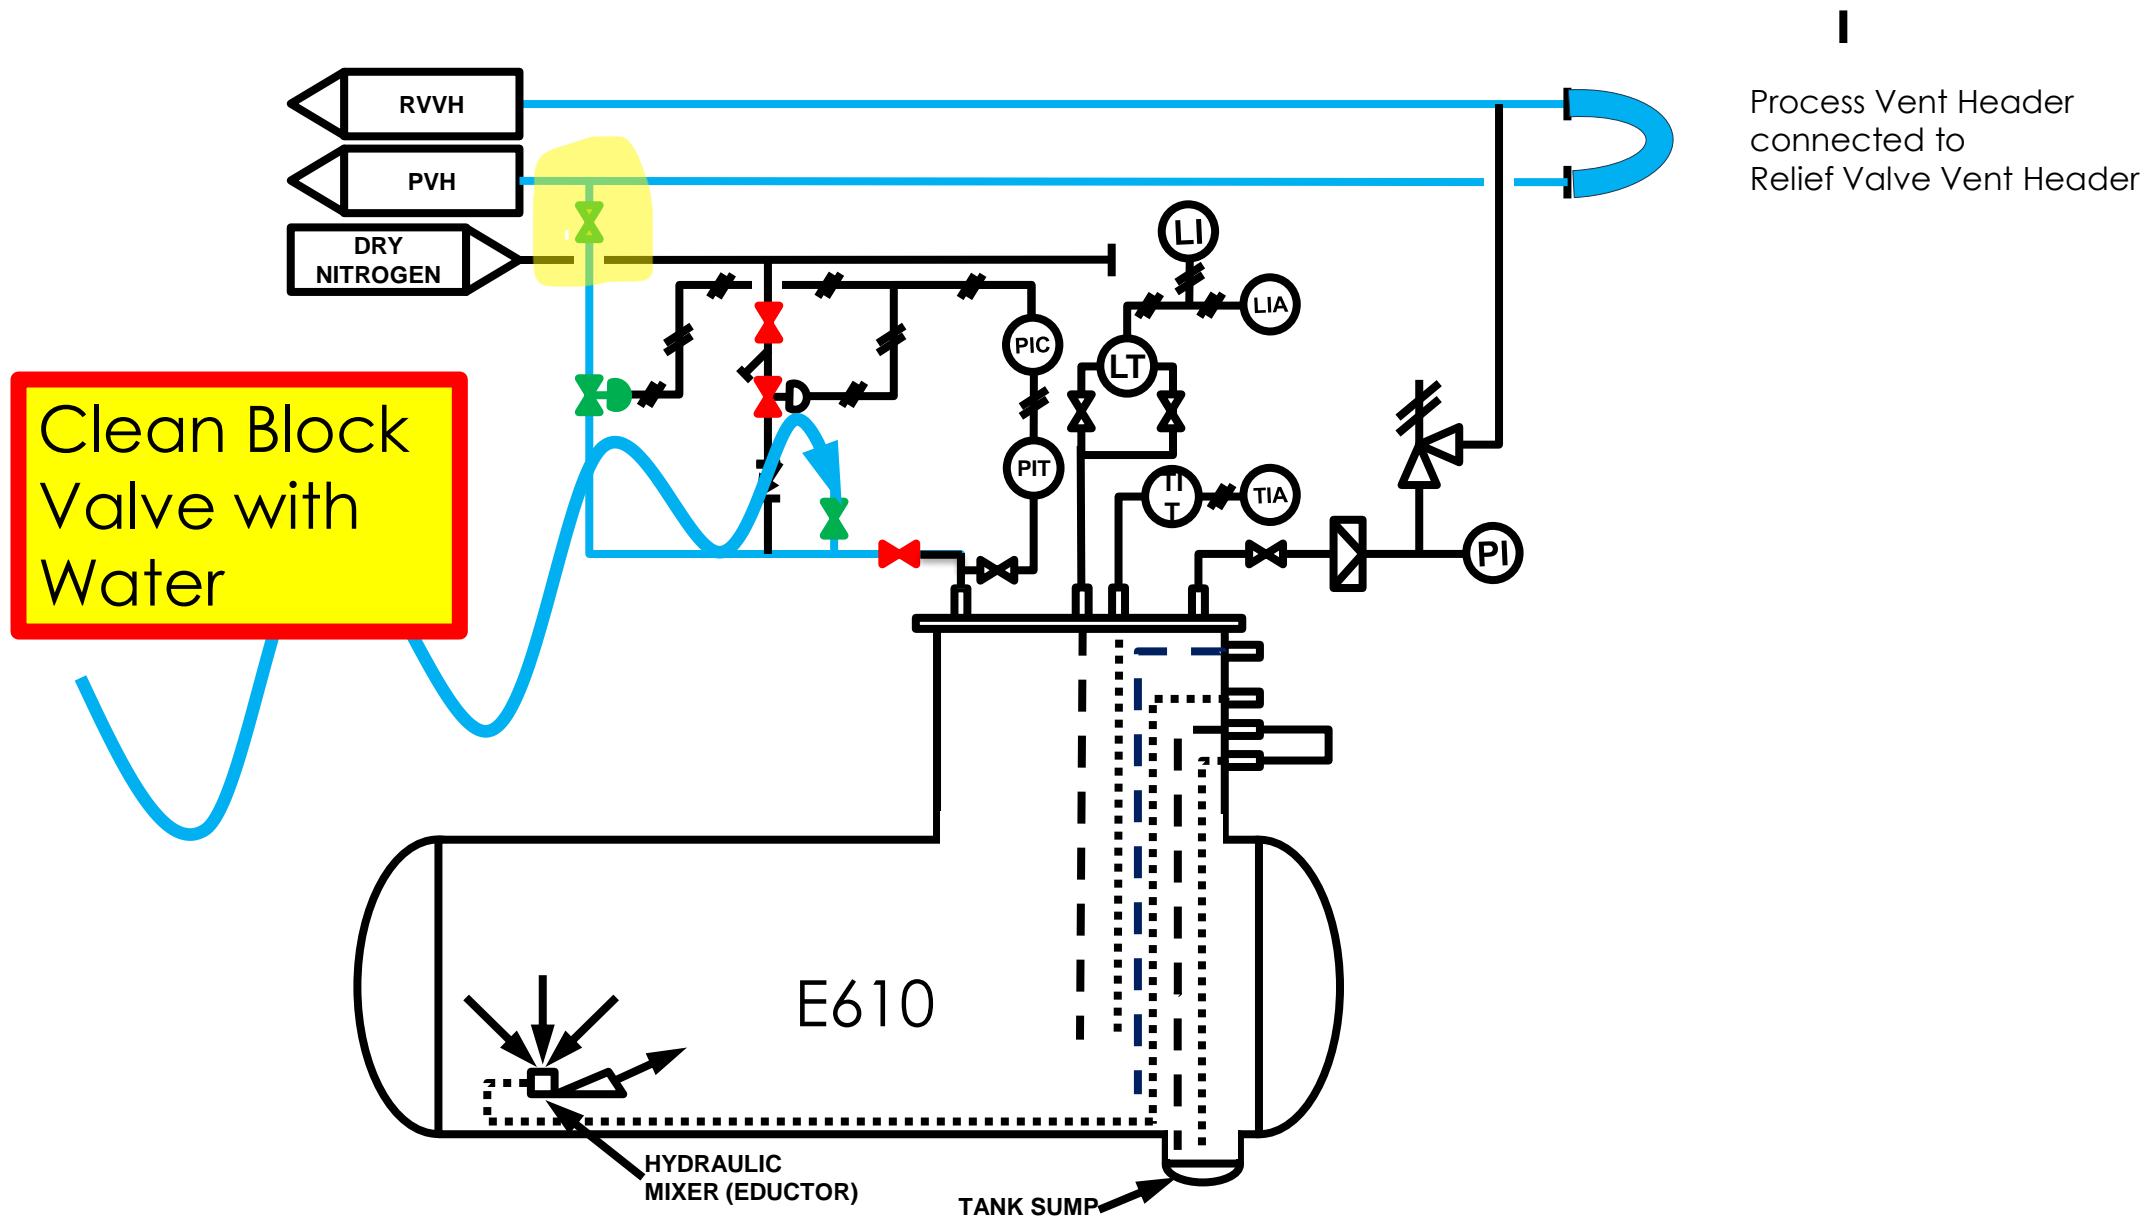 RVVH
Process Vent Header
connected to
Relief Valve Vent Header
PVH
DRY
NITROGEN
LI
LIA
PIC
LT
Clean Block
Valve with
Water
PIT
TI
T
TIA
PI
E610
HYDRAULIC
MIXER (EDUCTOR)
TANK SUMP